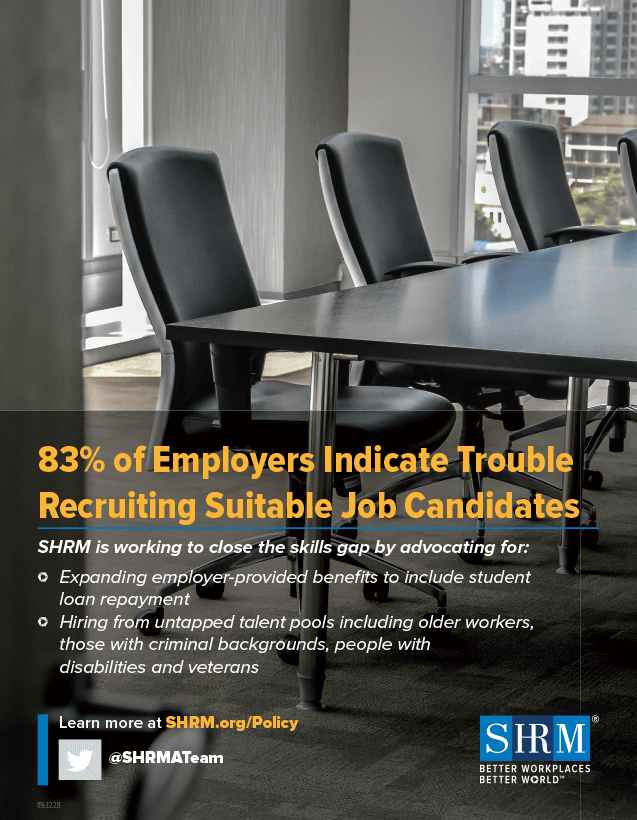 83% of Employers Indicate Trouble
Recruiting Suitable Job Candidates
SHRM is working to close the skills gap by advocating for:
Expanding employer-provided benefits to include student
loan repayment
Hiring from untapped talent pools including older workers,
those with criminal backgrounds, people with
disabilities and veterans
Learn more at SHRM.org/Policy
@SHRMATeam
SHRM®
BETTER WORKPLACES
BETTER WORLD™
19-1229